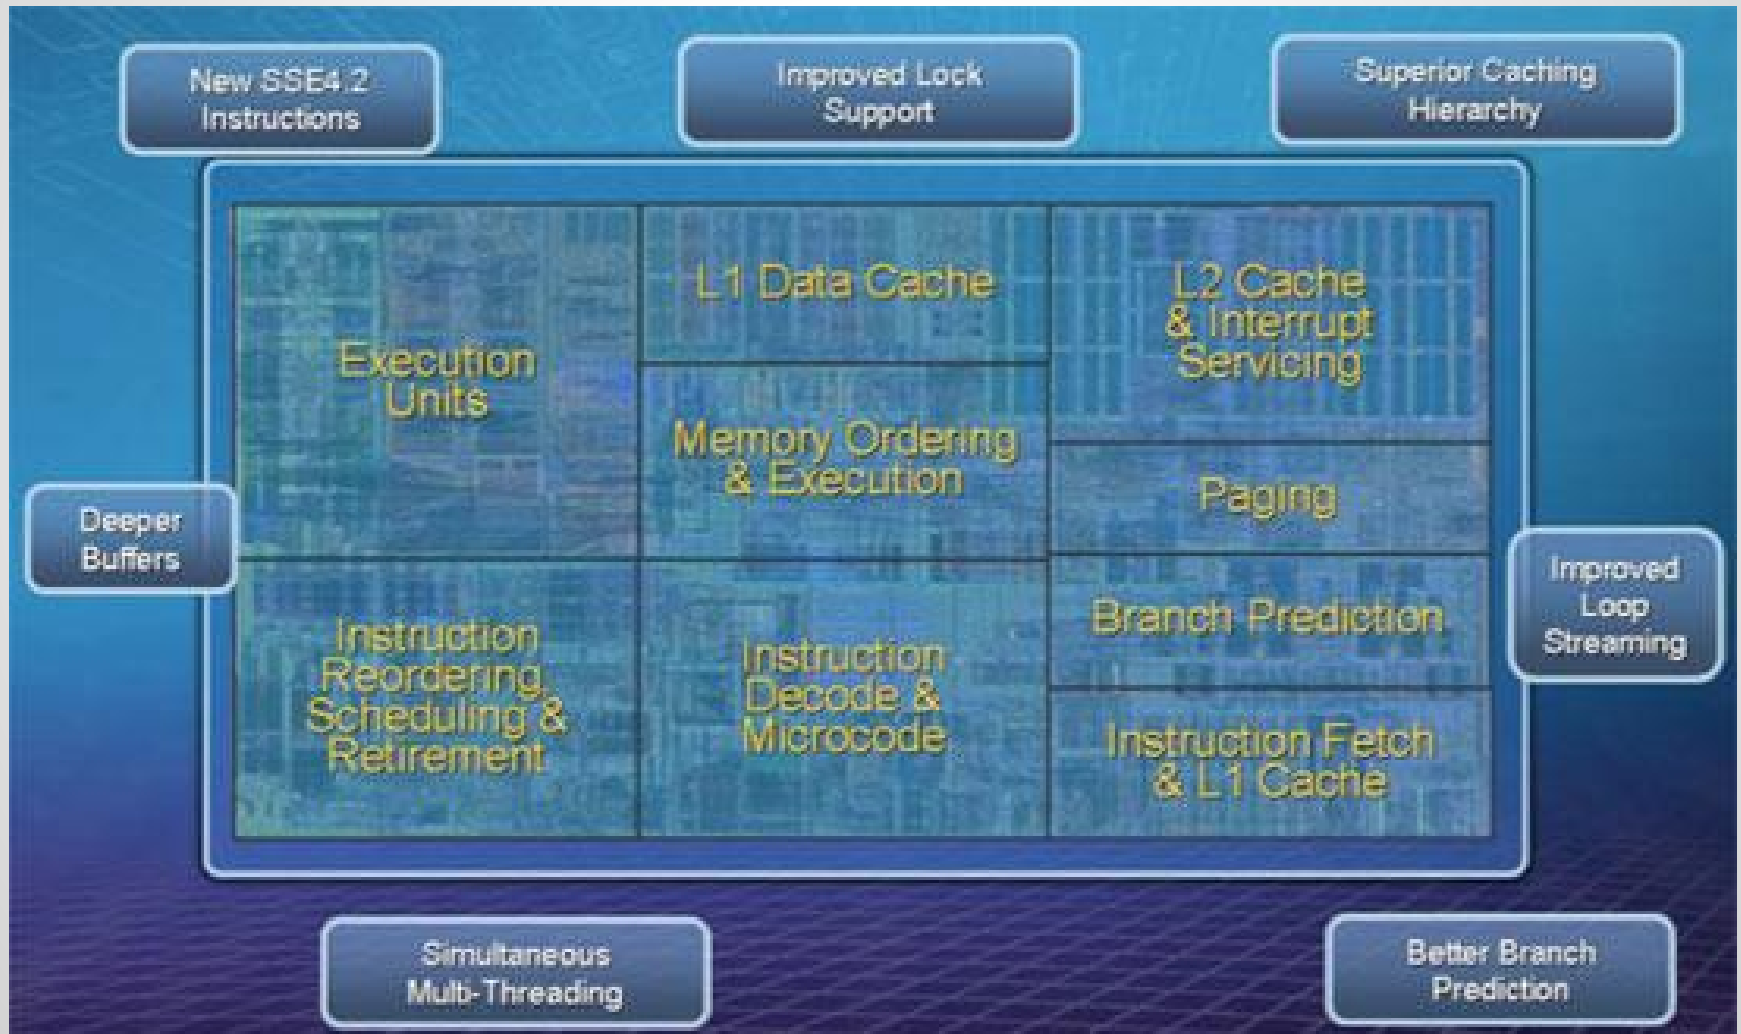 New SSE4.2
Instructions
Improved Lock
Support
Superior Caching
Hierarchy
Execution
Units
L1 Data Cache
L2 Cache
& Interrupt
Servicing
Memory Ordering
& Execution
Paging
Deeper
Buffers
Improved
Loop
Streaming
Instruction
Reordering,
Scheduling &
Retirement
Instruction
Decode &
Microcode
Branch Prediction
Instruction Fetch
& L1 Cache
Simultaneous
Multi-Threading
Better Branch
Prediction